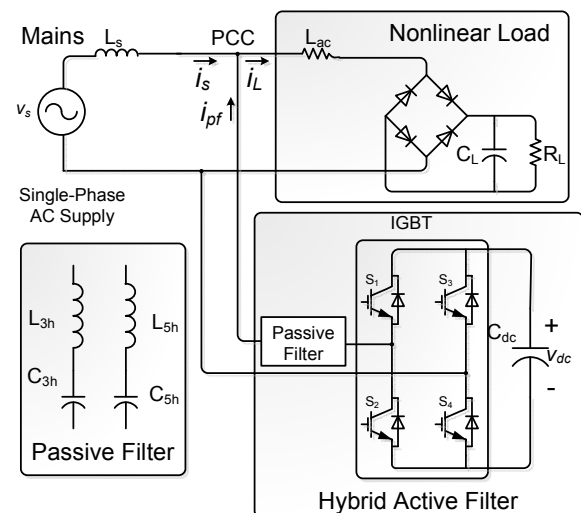 Mains
Ls
PCC
Lac
Nonlinear Load
is
iL
vs
ipf
CL
RL
Single-Phase
AC Supply
IGBT
S1
S3
Cdc
+
vdc
-
Passive
Filter
S2
S4
L3h
L5h
C3h
C5h
Passive Filter
Hybrid Active Filter